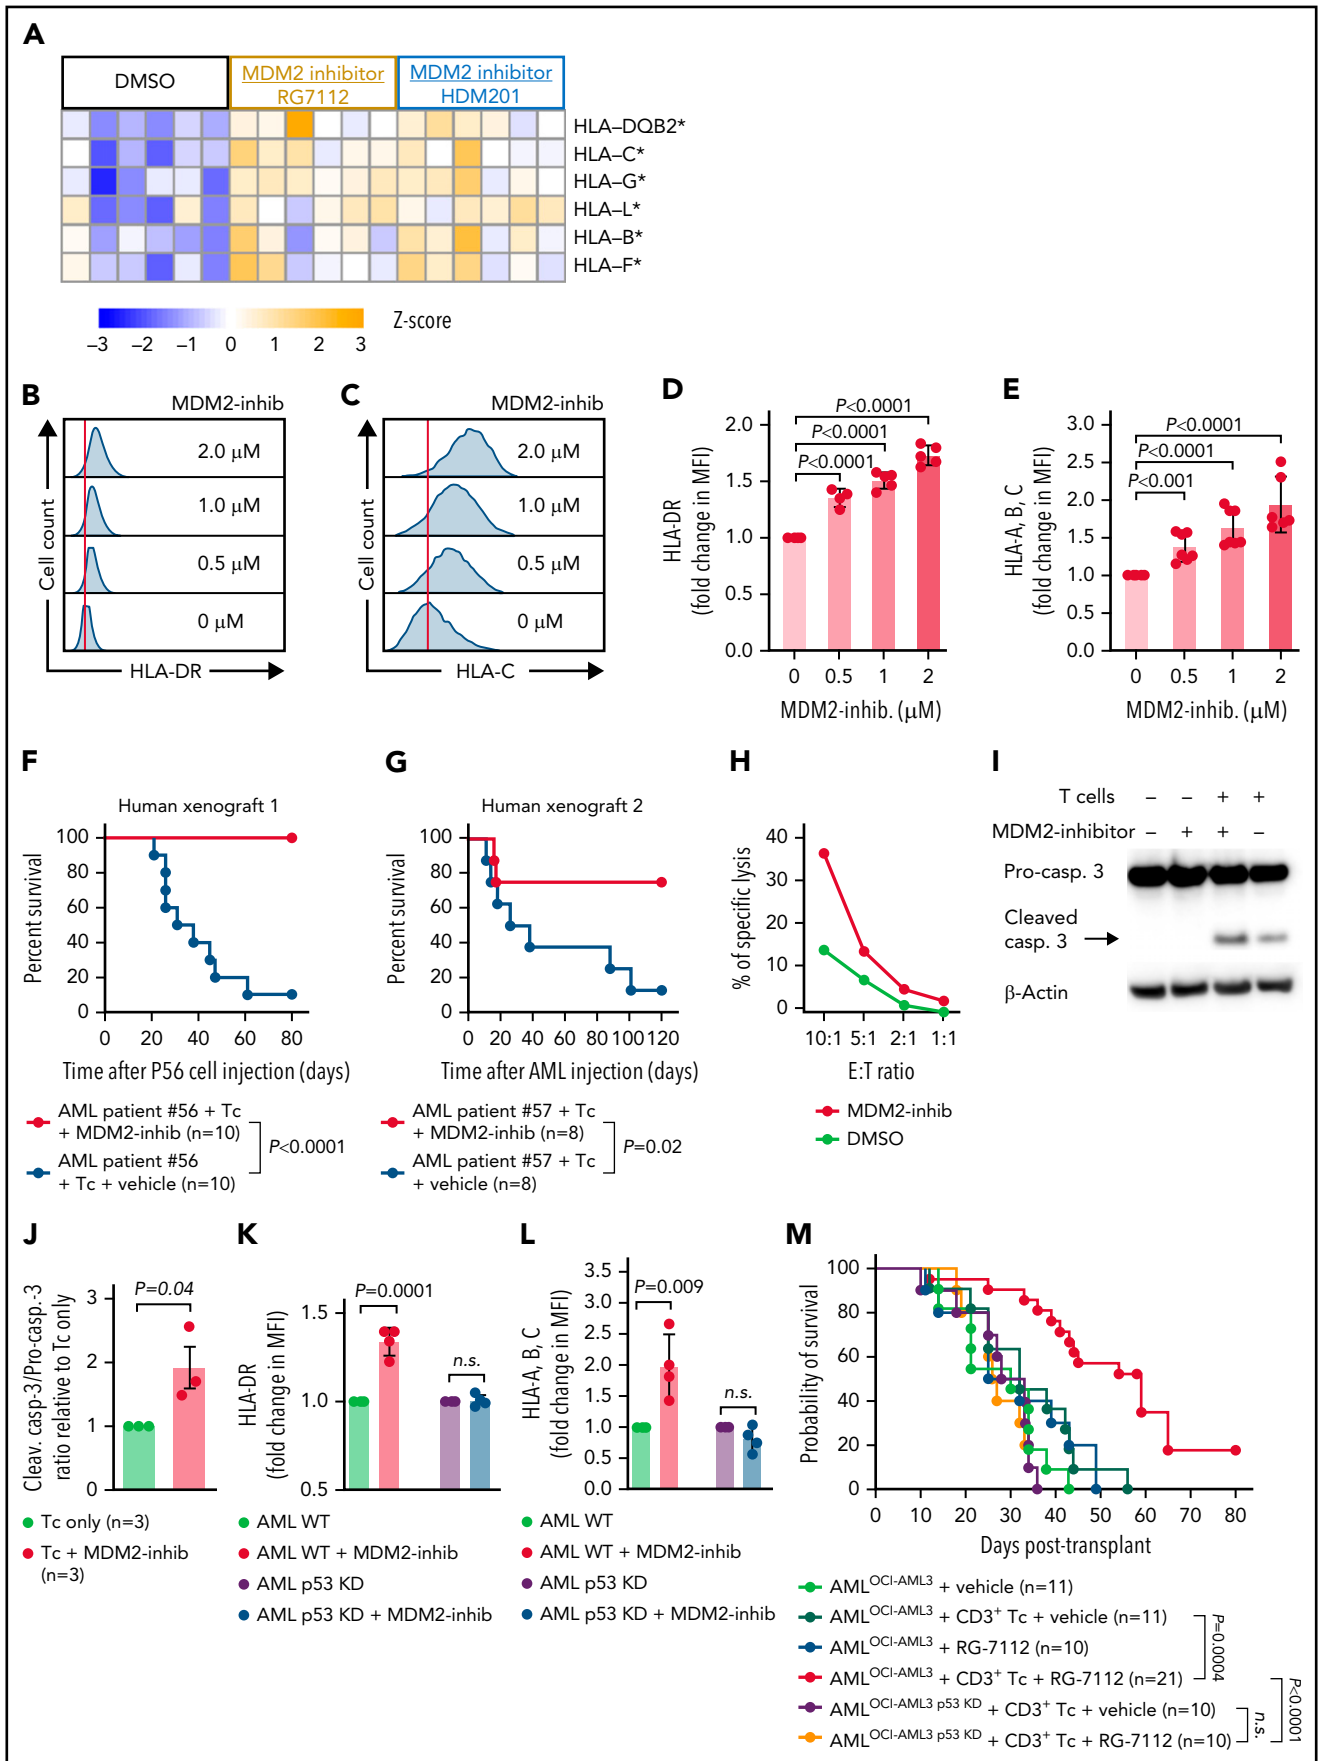 A
DMSO
MDM2 inhibitor
RG7112
MDM2 inhibitor
HDM201
HLA–DQB2*
HLA–C*
HLA–G*
HLA–L*
HLA–B*
HLA–F*
–3 –2 –1 0 1 2 3
Z-score
B
MDM2-inhib
2.0 μM
1.0 μM
0.5 μM
0 μM
Cell count
HLA-DR
C
MDM2-inhib
2.0 μM
1.0 μM
0.5 μM
0 μM
Cell count
HLA-C
D
HLA-DR
(fold change in MFI)
2.0
1.5
1.0
0.5
0.0
P<0.0001
P<0.0001
P<0.0001
0 0.5 1 2
MDM2-inhib. (μM)
E
HLA-A, B, C
(fold change in MFI)
3.0
2.5
2.0
1.5
1.0
0.5
0.0
P<0.0001
P<0.0001
P<0.001
0 0.5 1 2
MDM2-inhib. (μM)
F
Human xenograft 1
Percent survival
100
80
60
40
20
0
0 20 40 60 80
Time after P56 cell injection (days)
AML patient #56 + Tc
+ MDM2-inhib (n=10)
AML patient #56
+ Tc + vehicle (n=10)
P<0.0001
G
Human xenograft 2
Percent survival
100
80
60
40
20
0
0 20 40 60 80 100 120
Time after AML injection (days)
AML patient #57 + Tc
+ MDM2-inhib (n=8)
AML patient #57 + Tc
+ vehicle (n=8)
P=0.02
H
% of specific lysis
40
30
20
10
0
10:1 5:1 2:1 1:1
E:T ratio
MDM2-inhib
DMSO
I
T cells – – + +
MDM2-inhibitor – + + –
Pro-casp. 3
Cleaved
casp. 3
β-Actin
J
Cleav. casp-3/Pro-casp.-3
ratio relative to Tc only
3
2
1
0
P=0.04
Tc only (n=3)
Tc + MDM2-inhib
(n=3)
K
HLA-DR
(fold change in MFI)
1.5
1.0
0.5
P=0.0001
n.s.
AML WT
AML WT + MDM2-inhib
AML p53 KD
AML p53 KD + MDM2-inhib
L
HLA-A, B, C
(fold change in MFI)
3.5
3.0
2.5
2.0
1.5
1.0
0.5
0.0
P=0.009
n.s.
AML WT
AML WT + MDM2-inhib
AML p53 KD
AML p53 KD + MDM2-inhib
M
Probability of survival
100
80
60
40
20
0
0 10 20 30 40 50 60 70 80
Days post-transplant
AML^OCI-AML3 + vehicle (n=11)
AML^OCI-AML3 + CD3⁺ Tc + vehicle (n=11)
AML^OCI-AML3 + RG-7112 (n=10)
AML^OCI-AML3 + CD3⁺ Tc + RG-7112 (n=21)
AML^OCI-AML3 p53 KD + CD3⁺ Tc + vehicle (n=10)
AML^OCI-AML3 p53 KD + CD3⁺ Tc + RG-7112 (n=10)
P=0.0004
n.s.
P<0.0001